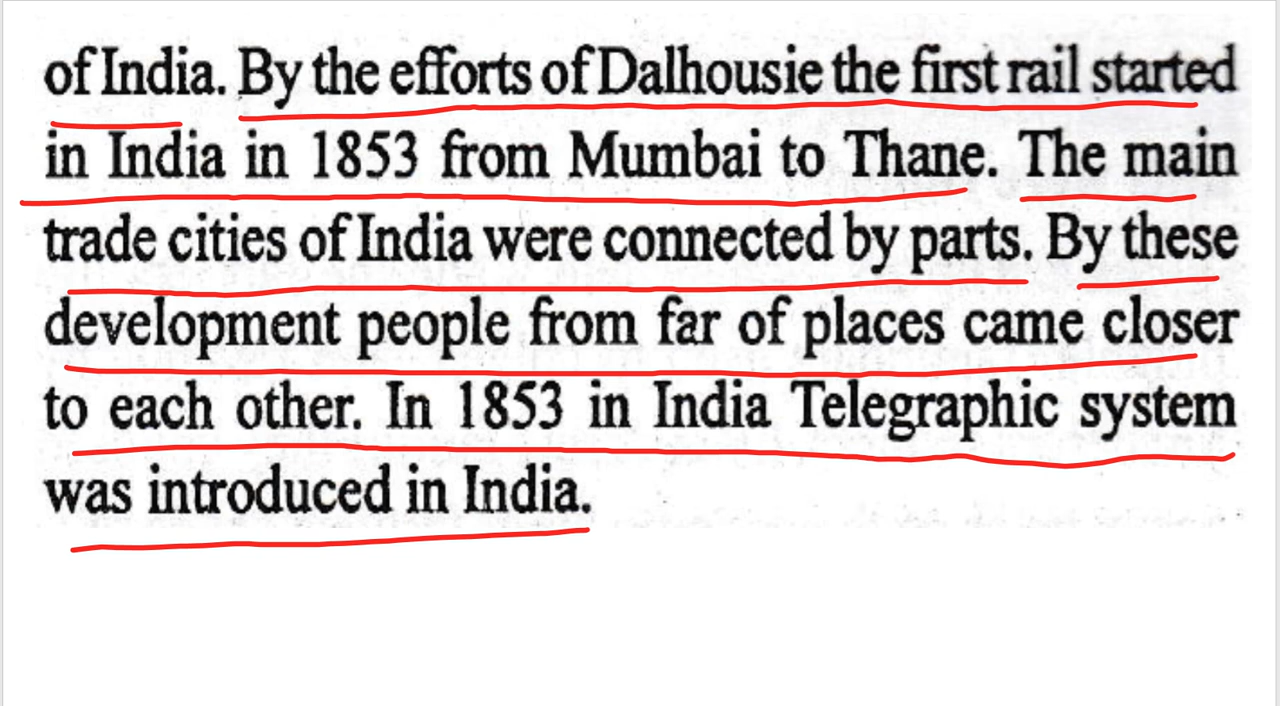 of India. By the efforts of Dalhousie the first rail started
in India in 1853 from Mumbai to Thane. The main
trade cities of India were connected by parts. By these
development people from far of places came closer
to each other. In 1853 in India Telegraphic system
was introduced in India.